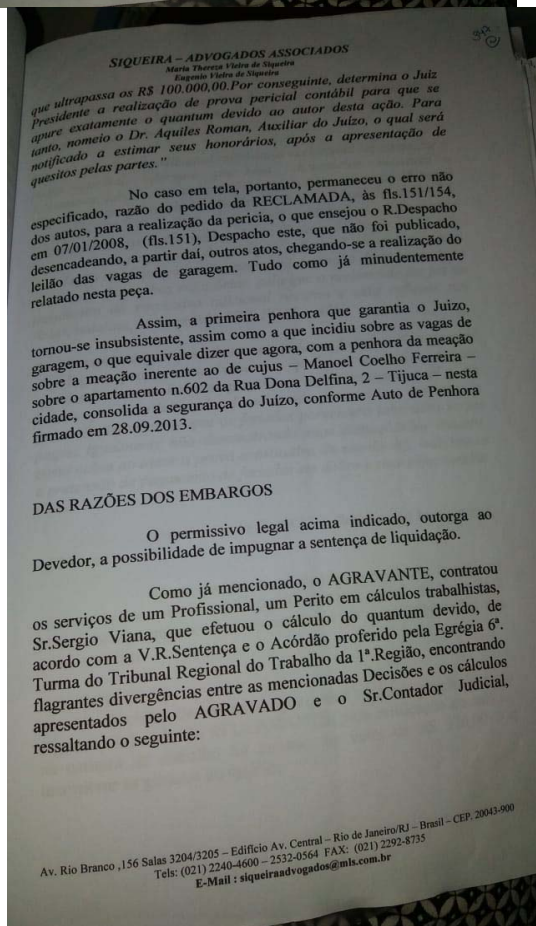 SIQUEIRA – ADVOGADOS ASSOCIADOS
Maria Thereza Vieira de Siqueira
Eugenio Vieira de Siqueira
que ultrapassa os R$ 100.000,00.Por conseguinte, determina o Juiz
Presidente a realização de prova pericial contábil para que se
apure exatamente o quantum devido ao autor desta ação. Para
tanto, nomeio o Dr. Aquiles Roman, Auxiliar do Juízo, o qual será
notificado a estimar seus honorários, após a apresentação de
quesitos pelas partes."
No caso em tela, portanto, permaneceu o erro não
especificado, razão do pedido da RECLAMADA, às fls.151/154,
dos autos, para a realização da pericia, o que ensejou o R.Despacho
em 07/01/2008, (fls.151), Despacho este, que não foi publicado,
desencadeando, a partir daí, outros atos, chegando-se a realização do
leilão das vagas de garagem. Tudo como já minudentemente
relatado nesta peça.
Assim, a primeira penhora que garantia o Juizo,
tornou-se insubsistente, assim como a que incidiu sobre as vagas de
garagem, o que equivale dizer que agora, com a penhora da meação
sobre a meação inerente ao de cujus – Manoel Coelho Ferreira –
sobre o apartamento n.602 da Rua Dona Delfina, 2 – Tijuca – nesta
cidade, consolida a segurança do Juízo, conforme Auto de Penhora
firmado em 28.09.2013.
DAS RAZÕES DOS EMBARGOS
O permissivo legal acima indicado, outorga ao
Devedor, a possibilidade de impugnar a sentença de liquidação.
Como já mencionado, o AGRAVANTE, contratou
os serviços de um Profissional, um Perito em cálculos trabalhistas,
Sr.Sergio Viana, que efetuou o cálculo do quantum devido, de
acordo com a V.R.Sentença e o Acórdão proferido pela Egrégia 6ª.
Turma do Tribunal Regional do Trabalho da 1ª.Região, encontrando
flagrantes divergências entre as mencionadas Decisões e os cálculos
apresentados pelo AGRAVADO e o Sr.Contador Judicial,
ressaltando o seguinte:
Av. Rio Branco ,156 Salas 3204/3205 – Edificio Av. Central – Rio de Janeiro/RJ – Brasil – CEP. 20043-900
Tels: (021) 2240-4600 – 2532-0564 FAX: (021) 2292-8735
E-Mail : siqueiraadvogados@mls.com.br